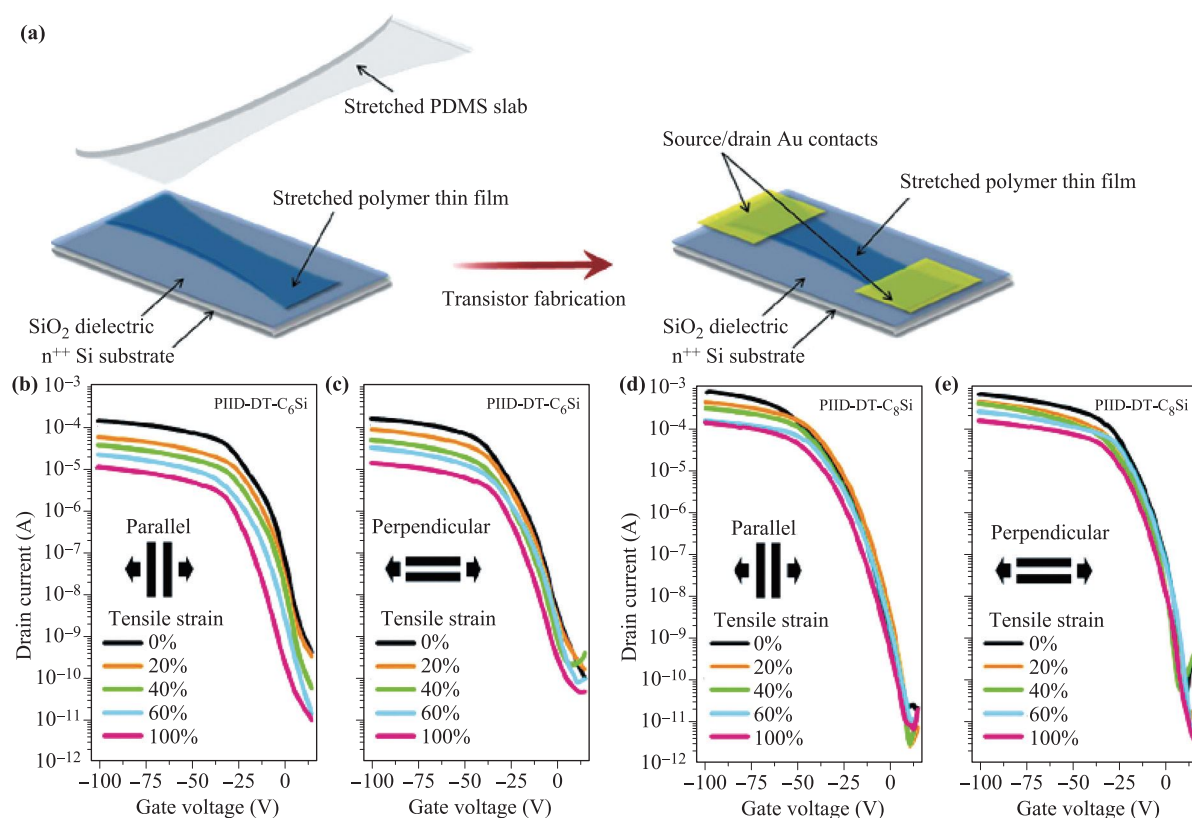 (a)
Stretched PDMS slab
Stretched polymer thin film
SiO₂ dielectric
n⁺⁺ Si substrate
Transistor fabrication
Source/drain Au contacts
Stretched polymer thin film
SiO₂ dielectric
n⁺⁺ Si substrate
(b)
PIID-DT-C₆Si
Drain current (A)
10⁻³
10⁻⁴
10⁻⁵
10⁻⁶
10⁻⁷
10⁻⁸
10⁻⁹
10⁻¹⁰
10⁻¹¹
10⁻¹²
Parallel
Tensile strain
0%
20%
40%
60%
100%
−100 −75 −50 −25 0
Gate voltage (V)
(c)
PIID-DT-C₆Si
Perpendicular
Tensile strain
0%
20%
40%
60%
100%
−100 −75 −50 −25 0
Gate voltage (V)
(d)
PIID-DT-C₈Si
Drain current (A)
10⁻³
10⁻⁴
10⁻⁵
10⁻⁶
10⁻⁷
10⁻⁸
10⁻⁹
10⁻¹⁰
10⁻¹¹
10⁻¹²
Parallel
Tensile strain
0%
20%
40%
60%
100%
−100 −75 −50 −25 0
Gate voltage (V)
(e)
PIID-DT-C₈Si
Perpendicular
Tensile strain
0%
20%
40%
60%
100%
−100 −75 −50 −25 0
Gate voltage (V)